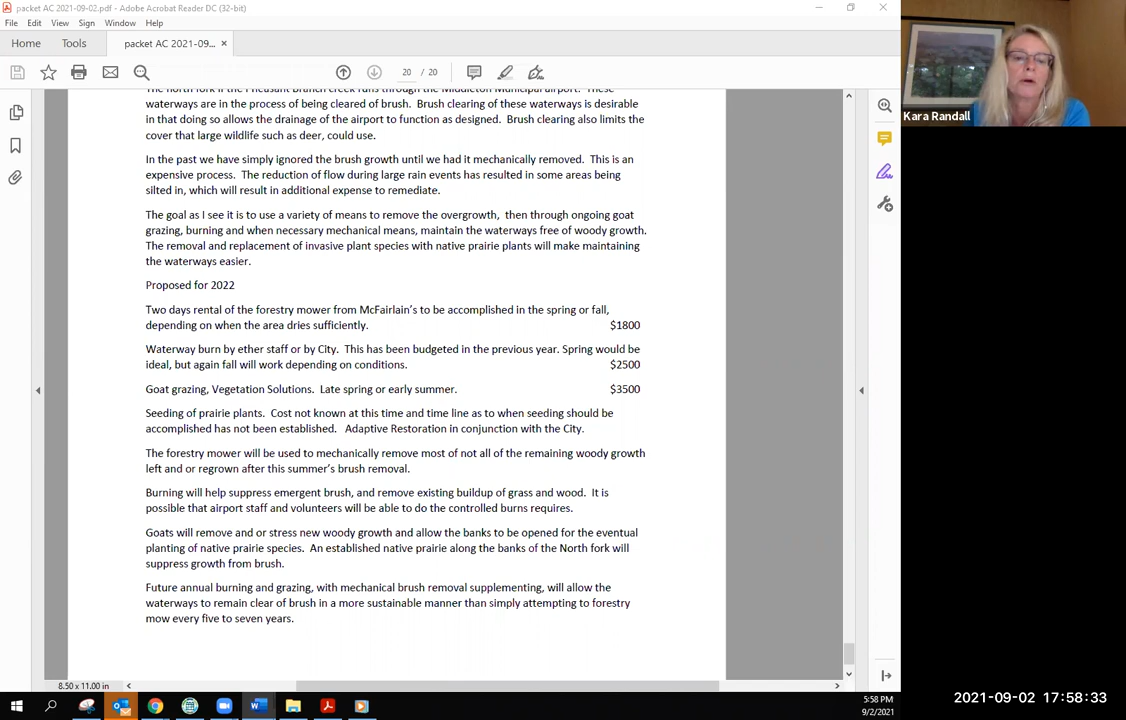 packet AC 2021-09-02.pdf - Adobe Acrobat Reader DC (32-bit)
File Edit View Sign Window Help
Home Tools packet AC 2021-09... ×
20 / 20
The north fork if the Pleasant Branch creek runs through the Middleton Municipal airport. These
waterways are in the process of being cleared of brush. Brush clearing of these waterways is desirable
in that doing so allows the drainage of the airport to function as designed. Brush clearing also limits the
cover that large wildlife such as deer, could use.
In the past we have simply ignored the brush growth until we had it mechanically removed. This is an
expensive process. The reduction of flow during large rain events has resulted in some areas being
silted in, which will result in additional expense to remediate.
The goal as I see it is to use a variety of means to remove the overgrowth, then through ongoing goat
grazing, burning and when necessary mechanical means, maintain the waterways free of woody growth.
The removal and replacement of invasive plant species with native prairie plants will make maintaining
the waterways easier.
Proposed for 2022
Two days rental of the forestry mower from McFairlain's to be accomplished in the spring or fall,
depending on when the area dries sufficiently. $1800
Waterway burn by ether staff or by City. This has been budgeted in the previous year. Spring would be
ideal, but again fall will work depending on conditions. $2500
Goat grazing, Vegetation Solutions. Late spring or early summer. $3500
Seeding of prairie plants. Cost not known at this time and time line as to when seeding should be
accomplished has not been established. Adaptive Restoration in conjunction with the City.
The forestry mower will be used to mechanically remove most of not all of the remaining woody growth
left and or regrown after this summer's brush removal.
Burning will help suppress emergent brush, and remove existing buildup of grass and wood. It is
possible that airport staff and volunteers will be able to do the controlled burns requires.
Goats will remove and or stress new woody growth and allow the banks to be opened for the eventual
planting of native prairie species. An established native prairie along the banks of the North fork will
suppress growth from brush.
Future annual burning and grazing, with mechanical brush removal supplementing, will allow the
waterways to remain clear of brush in a more sustainable manner than simply attempting to forestry
mow every five to seven years.
8.50 x 11.00 in
5:58 PM
9/2/2021
Kara Randall
2021-09-02 17:58:33